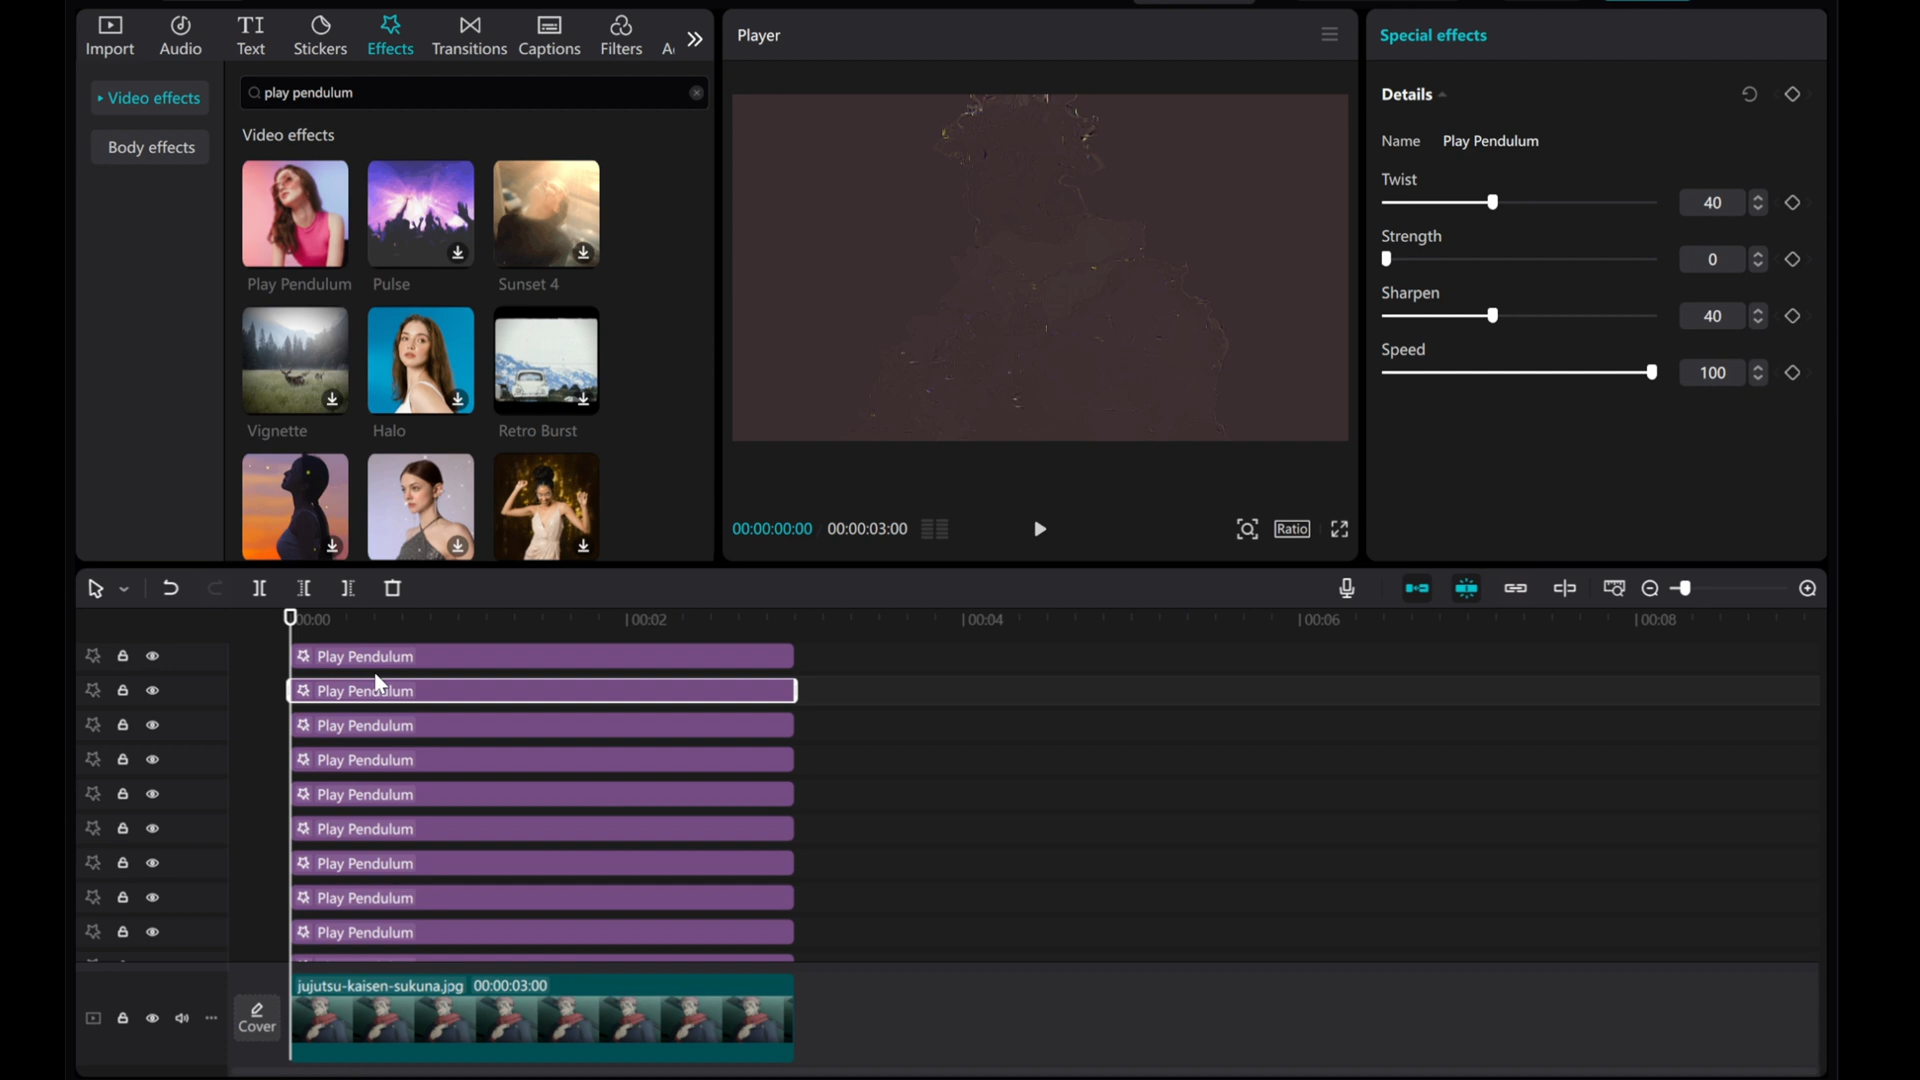 Import
Audio
TI
Text
Stickers
Effects
Transitions
Captions
Filters
Video effects
Body effects
play pendulum
Video effects
Play Pendulum
Pulse
Sunset 4
Vignette
Halo
Retro Burst
Player
00:00:00:00
00:00:03:00
Ratio
Special effects
Details
Name Play Pendulum
Twist
40
Strength
0
Sharpen
40
Speed
100
00:00
00:02
00:04
00:06
00:08
Play Pendulum
Play Pendulum
Play Pendulum
Play Pendulum
Play Pendulum
Play Pendulum
Play Pendulum
Play Pendulum
Play Pendulum
Cover
jujutsu-kaisen-sukuna.jpg 00:00:03:00